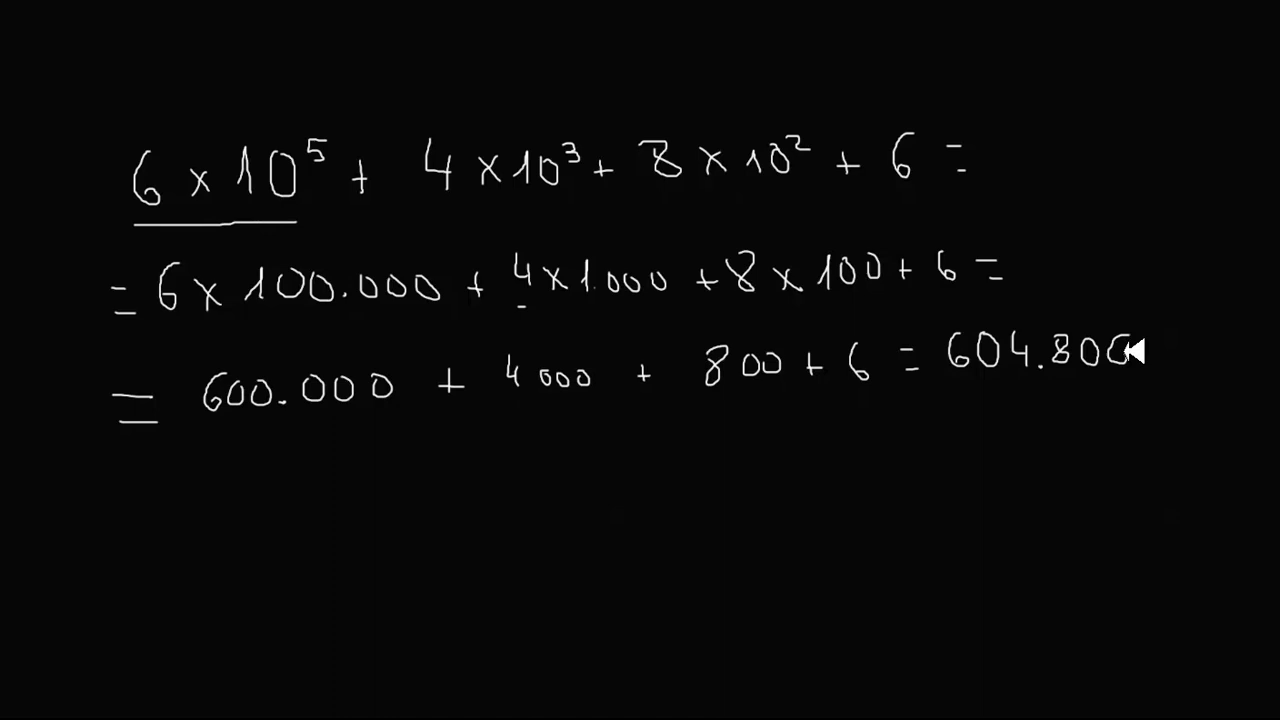 6 x 10⁵ + 4 x 10³ + 8 x 10² + 6 =
= 6 x 100.000 + 4 x 1.000 + 8 x 100 + 6 =
= 600.000 + 4000 + 800 + 6 = 604.806